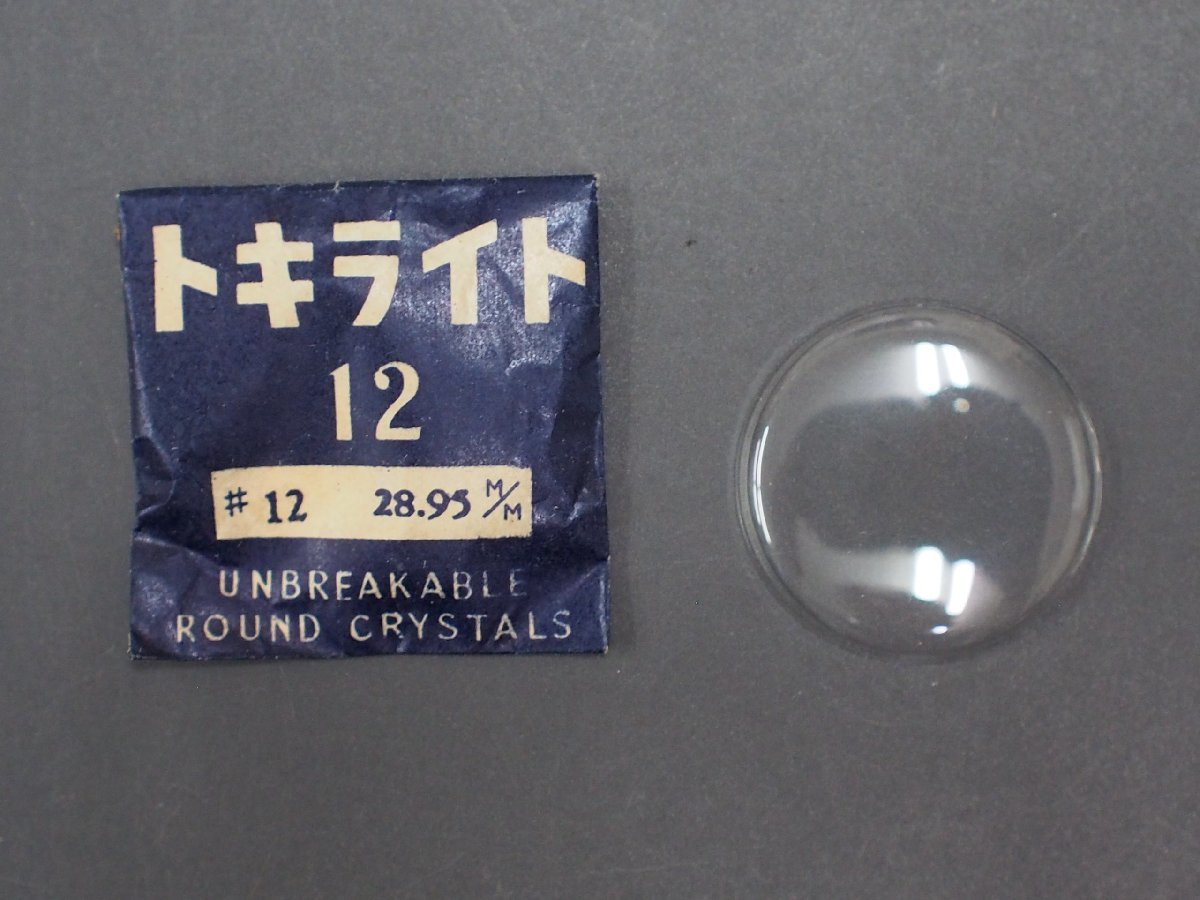 トキライト
12
# 12 28.95 M/M
UNBREAKABLE
ROUND CRYSTALS